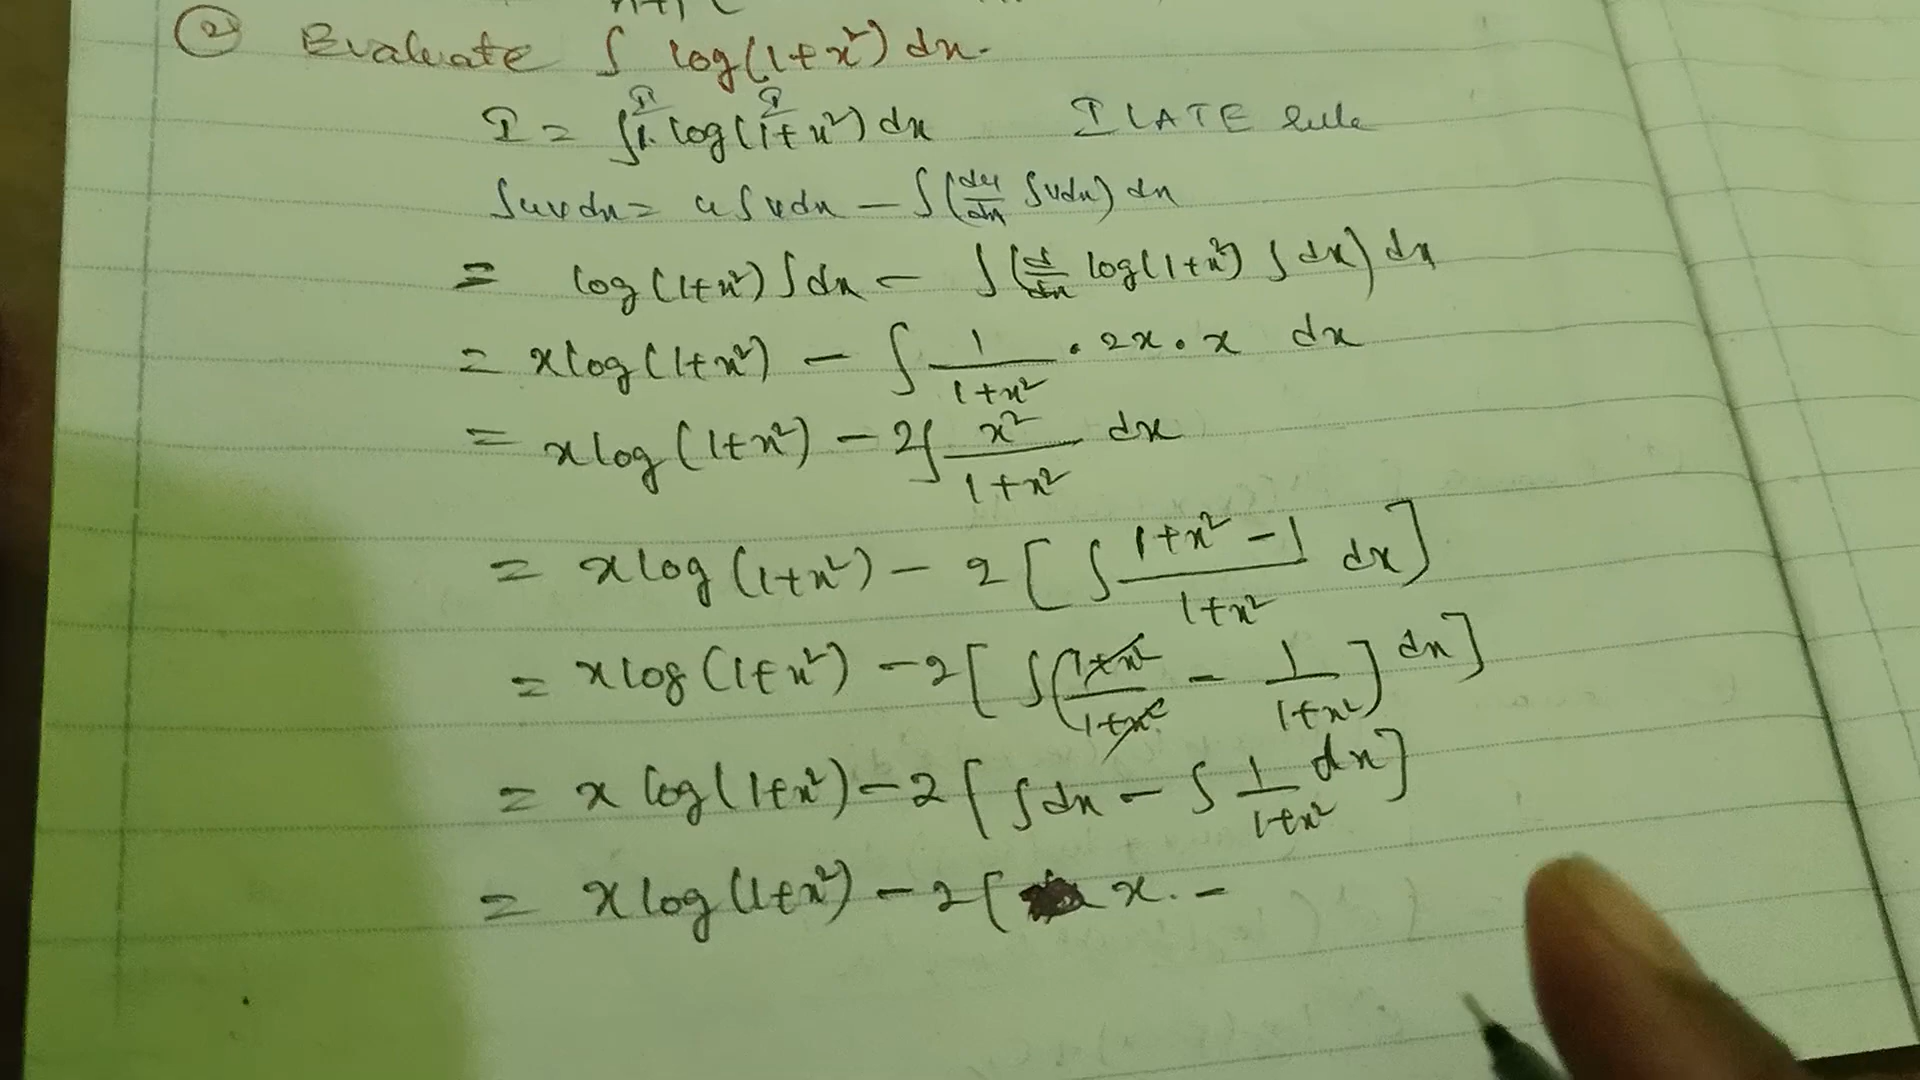 ② Evaluate ∫ log(1+x²) dx.
I = ∫ 1. log(1+x²) dx ILATE rule
∫uv dx = u∫v dx - ∫(du/dx ∫v dx) dx
= log(1+x²) ∫dx - ∫(d/dx log(1+x²) ∫dx) dx
= x log(1+x²) - ∫ 1/(1+x²) . 2x . x dx
= x log(1+x²) - 2∫ x²/(1+x²) dx
= x log(1+x²) - 2[∫ (1+x²-1)/(1+x²) dx]
= x log(1+x²) - 2[∫((1+x²)/(1+x²) - 1/(1+x²)] dx]
= x log(1+x²) - 2[∫dx - ∫ 1/(1+x²) dx]
= x log(1+x²) - 2[ x. -